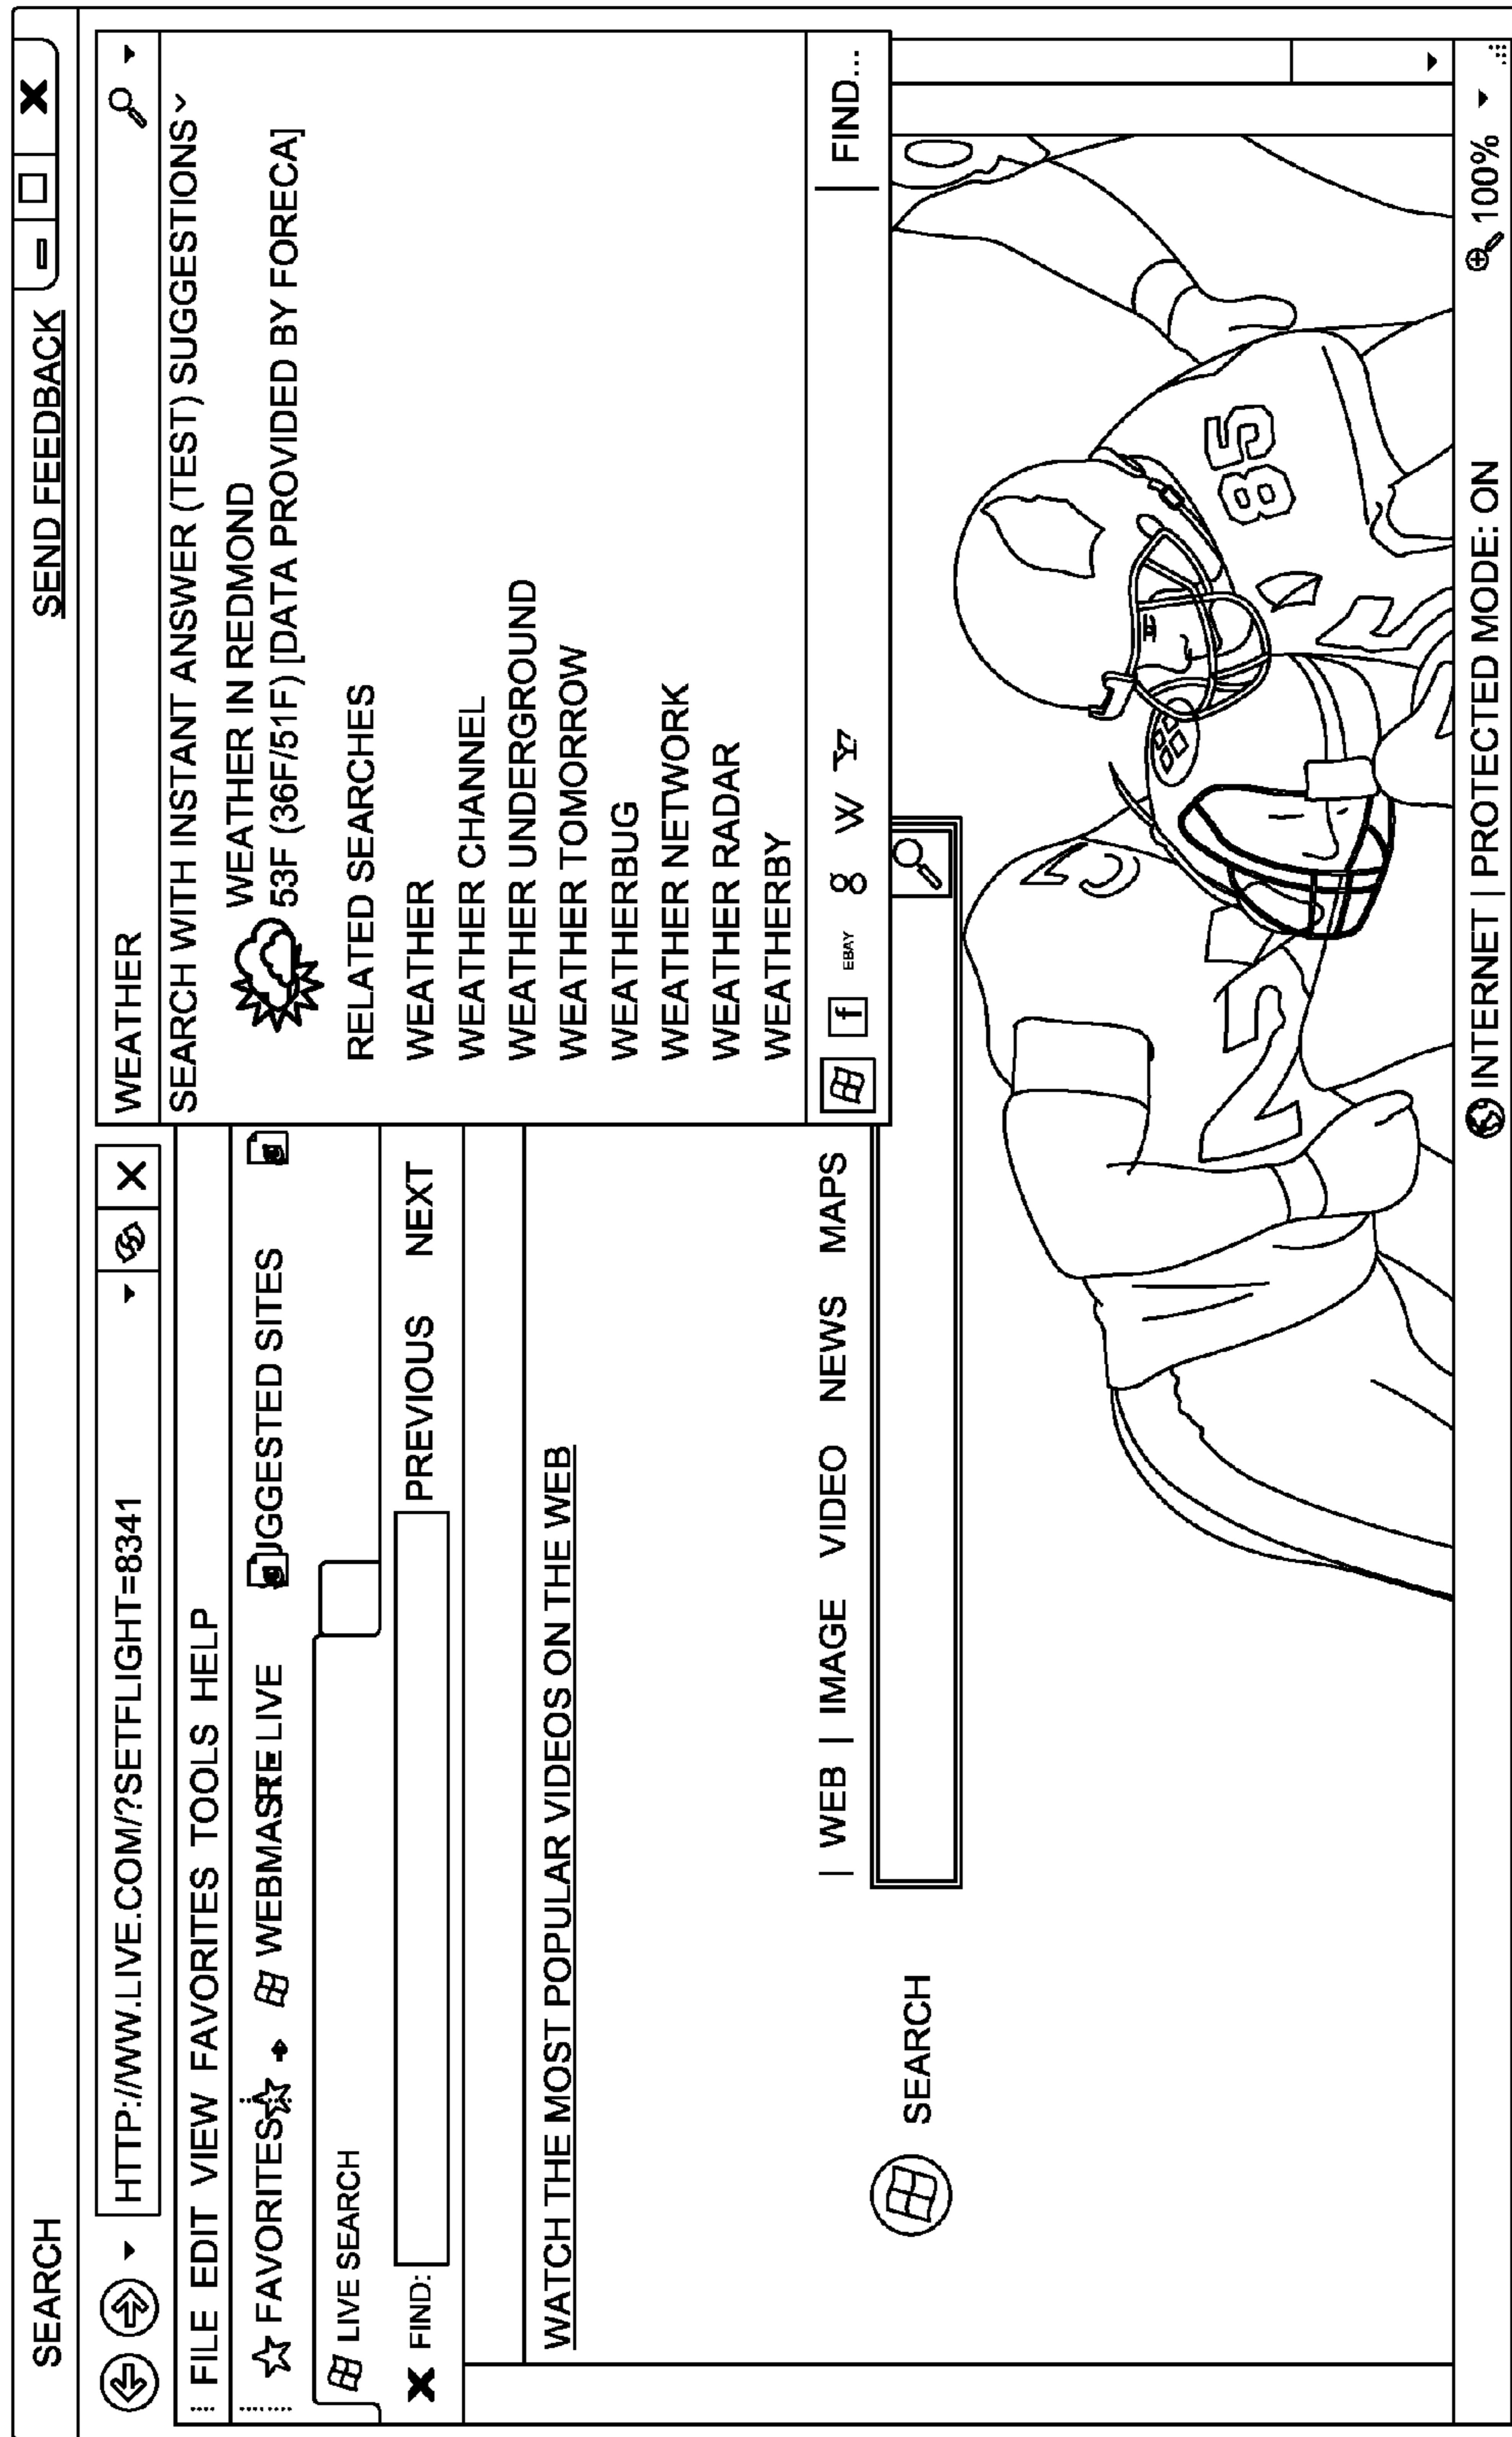 SEARCH SEND FEEDBACK
HTTP://WW.LIVE.COM/?SETFLIGHT=8341 WEATHER
FILE EDIT VIEW FAVORITES TOOLS HELP
SEARCH WITH INSTANT ANSWER (TEST) SUGGESTIONS
FAVORITES LIVE UGGESTED SITES
WEATHER IN REDMOND
53F (36F/51F) [DATA PROVIDED BY FORECA]
LIVE SEARCH
RELATED SEARCHES
FIND: PREVIOUS NEXT
WEATHER
WEATHER CHANNEL
WEATHER UNDERGROUND
WEATHER TOMORROW
WEATHERBUG
WEATHER NETWORK
WEATHER RADAR
WEATHERBY
WATCH THE MOST POPULAR VIDEOS ON THE WEB
f EBAY g W Y! FIND...
| WEB | IMAGE VIDEO NEWS MAPS
SEARCH
85
INTERNET | PROTECTED MODE: ON 100%